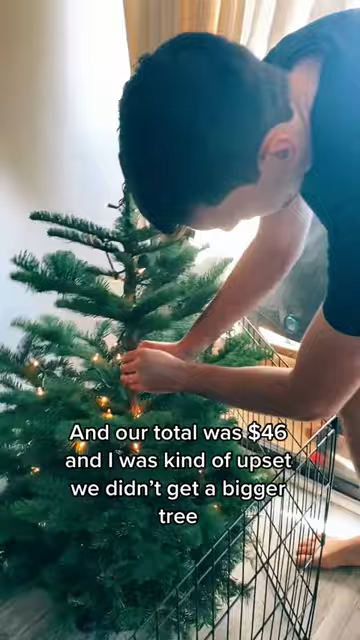 And our total was $46
and I was kind of upset
we didn't get a bigger
tree